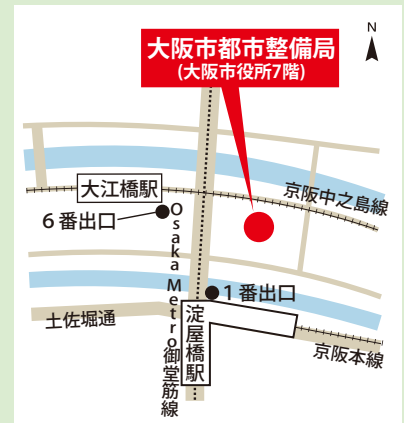 N
大阪市都市整備局
(大阪市役所7階)
大江橋駅
京阪中之島線
6番出口
Osaka Metro御堂筋線
1番出口
土佐堀通
淀屋橋駅
京阪本線